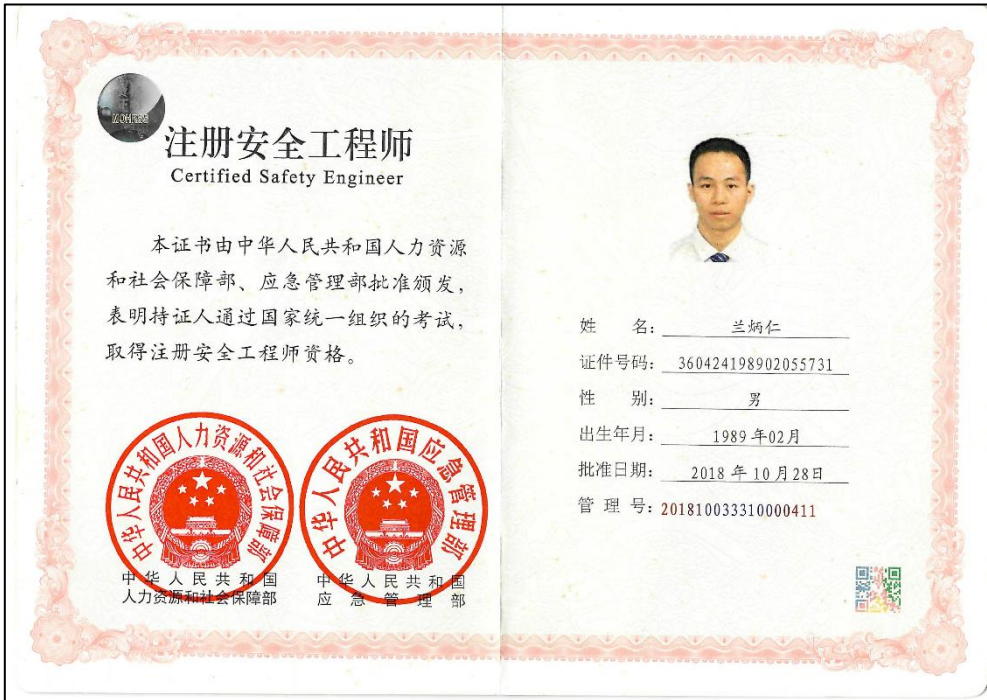 MOHRSS
注册安全工程师
Certified Safety Engineer
本证书由中华人民共和国人力资源
和社会保障部、应急管理部批准颁发，
表明持证人通过国家统一组织的考试，
取得注册安全工程师资格。
中华人民共和国人力资源和社会保障部
中华人民共和国
人力资源和社会保障部
中华人民共和国应急管理部
中华人民共和国
应急管理部
姓 名： 兰炳仁
证件号码： 360424198902055731
性 别： 男
出生年月： 1989年02月
批准日期： 2018年10月28日
管 理 号： 201810033310000411